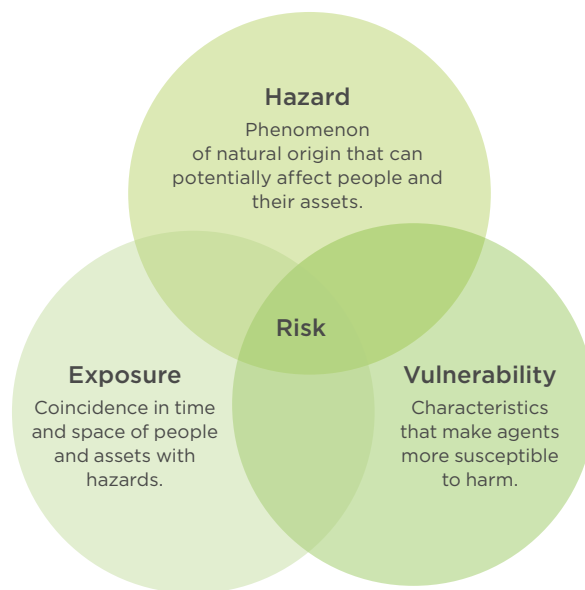 Hazard
Phenomenon
of natural origin that can
potentially affect people and
their assets.
Risk
Exposure
Coincidence in time
and space of people
and assets with
hazards.
Vulnerability
Characteristics
that make agents
more susceptible
to harm.